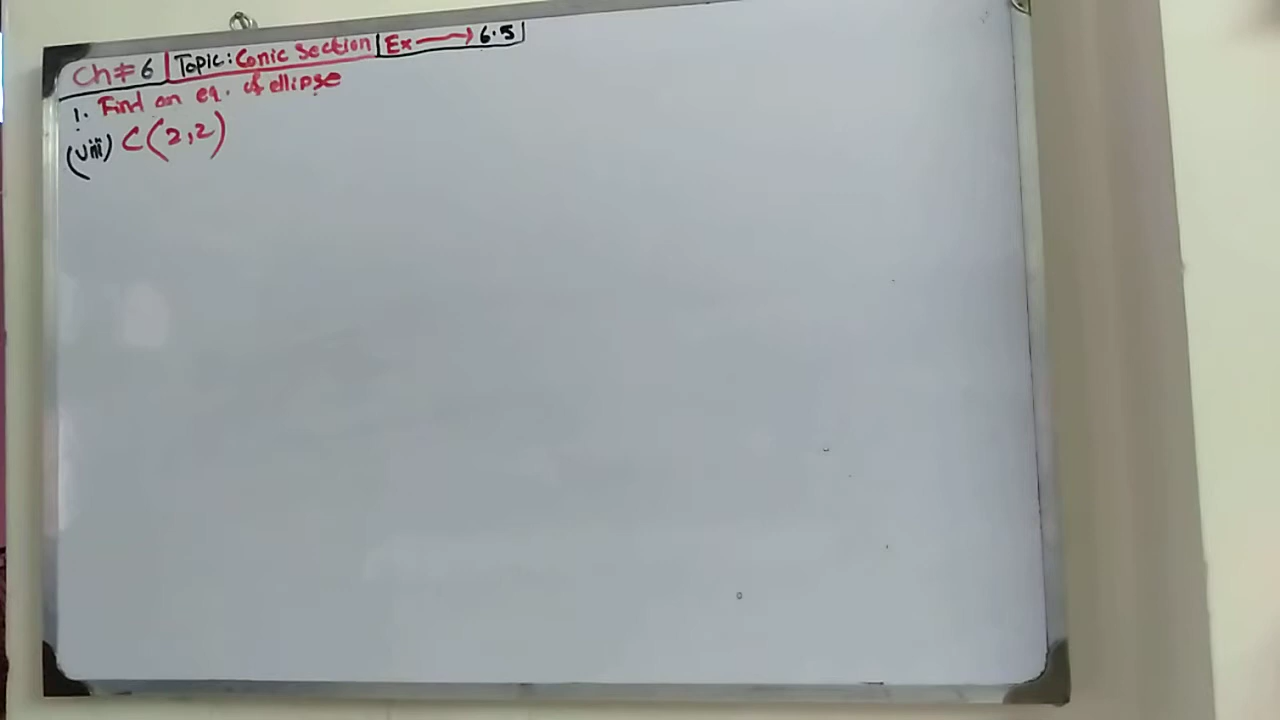 Ch # 6 | Topic: Conic Section | Ex → 6.5
1. Find an eq. of ellipse
(viii) C(2,2)